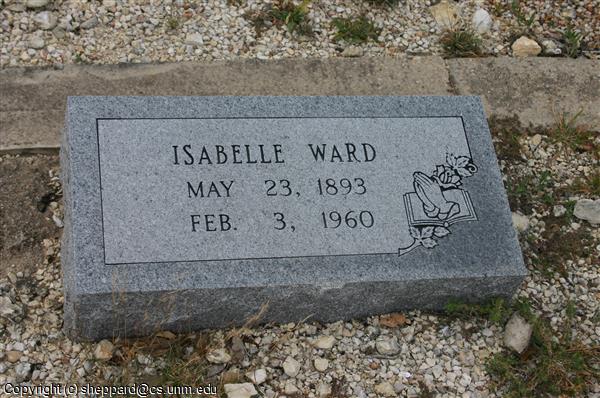 ISABELLE WARD
MAY 23, 1893
FEB. 3, 1960
Copyright (c) sheppard@cs.unm.edu